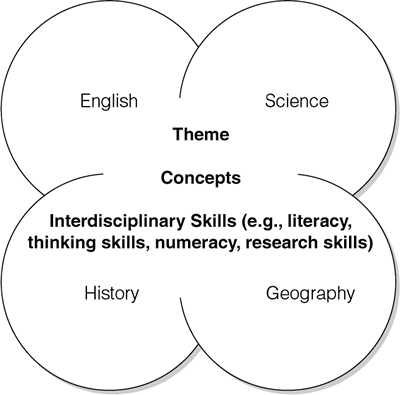 English
Science
Theme
Concepts
Interdisciplinary Skills (e.g., literacy,
thinking skills, numeracy, research skills)
History
Geography